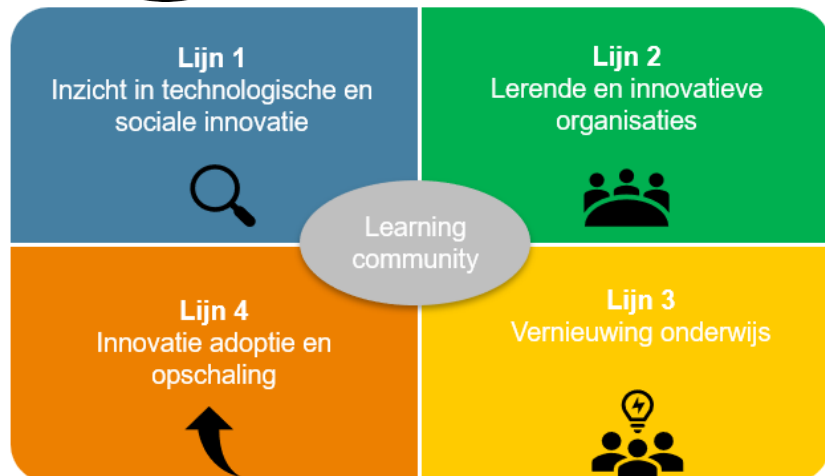 Lijn 1
Inzicht in technologische en
sociale innovatie
Lijn 2
Lerende en innovatieve
organisaties
Learning
community
Lijn 4
Innovatie adoptie en
opschaling
Lijn 3
Vernieuwing onderwijs